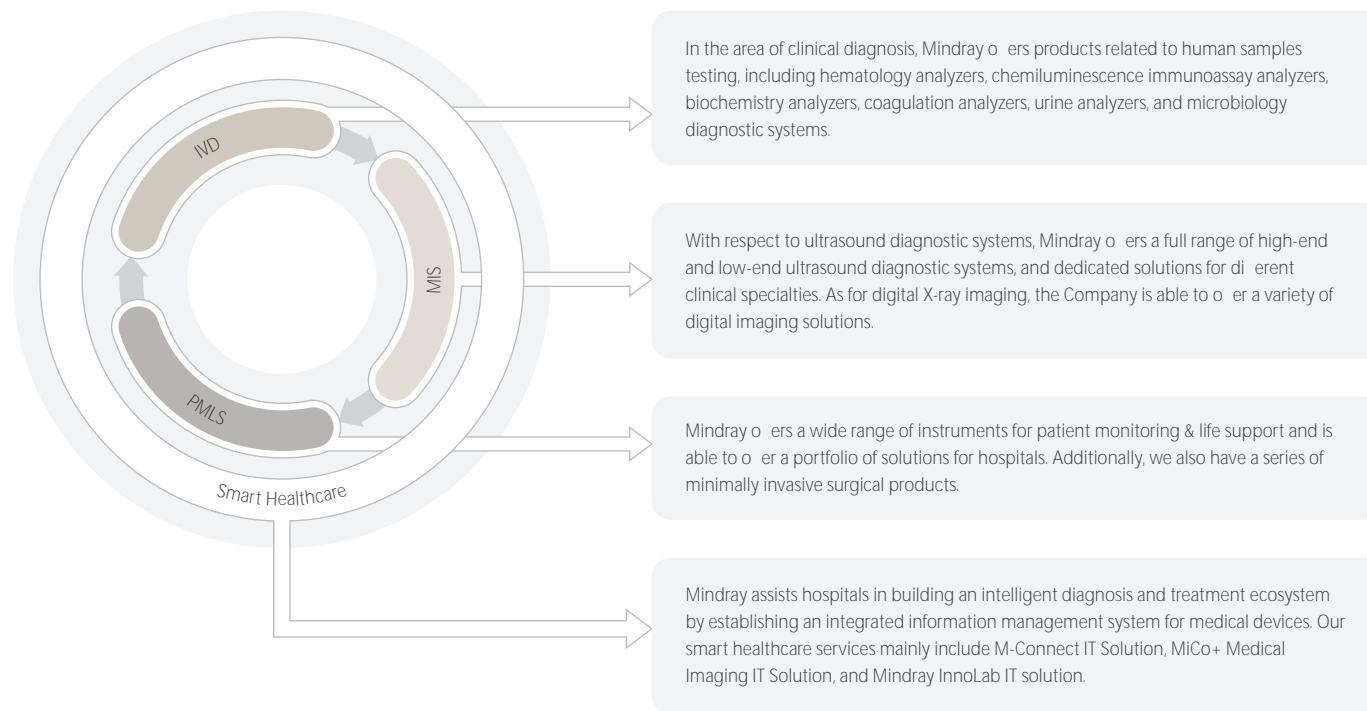 IVD
MIS
PMLS
Smart Healthcare
In the area of clinical diagnosis, Mindray o ers products related to human samples
testing, including hematology analyzers, chemiluminescence immunoassay analyzers,
biochemistry analyzers, coagulation analyzers, urine analyzers, and microbiology
diagnostic systems.
With respect to ultrasound diagnostic systems, Mindray o ers a full range of high-end
and low-end ultrasound diagnostic systems, and dedicated solutions for di erent
clinical specialties. As for digital X-ray imaging, the Company is able to o er a variety of
digital imaging solutions.
Mindray o ers a wide range of instruments for patient monitoring & life support and is
able to o er a portfolio of solutions for hospitals. Additionally, we also have a series of
minimally invasive surgical products.
Mindray assists hospitals in building an intelligent diagnosis and treatment ecosystem
by establishing an integrated information management system for medical devices. Our
smart healthcare services mainly include M-Connect IT Solution, MiCo+ Medical
Imaging IT Solution, and Mindray InnoLab IT solution.